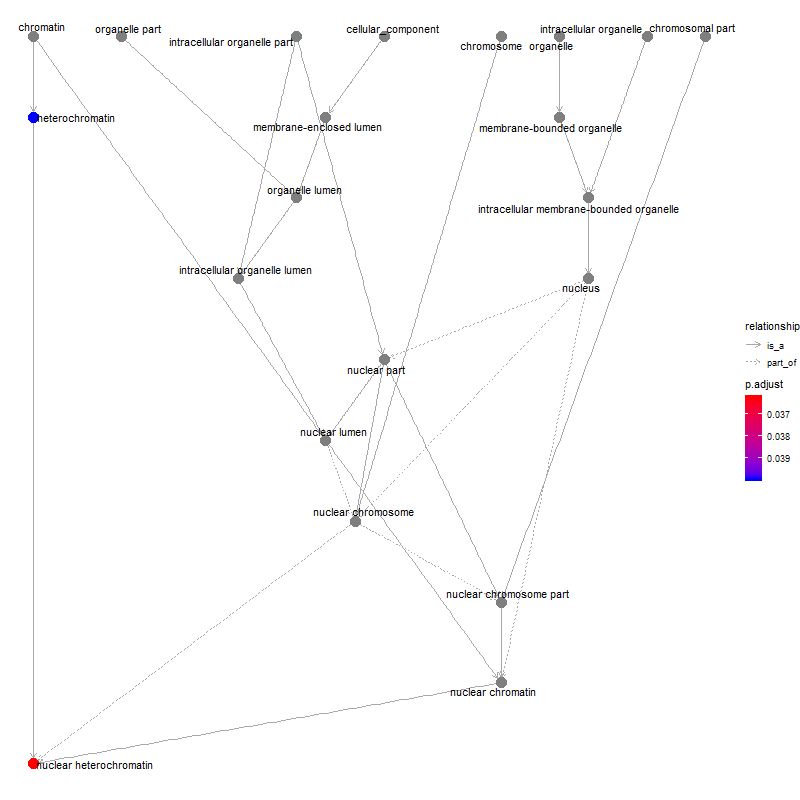 chromatin
organelle part
intracellular organelle part
cellular_component
chromosome
organelle
intracellular organelle
chromosomal part
heterochromatin
membrane-enclosed lumen
membrane-bounded organelle
organelle lumen
intracellular membrane-bounded organelle
intracellular organelle lumen
nucleus
relationship
is_a
part_of
nuclear part
p.adjust
0.037
0.038
0.039
nuclear lumen
nuclear chromosome
nuclear chromosome part
nuclear chromatin
nuclear heterochromatin